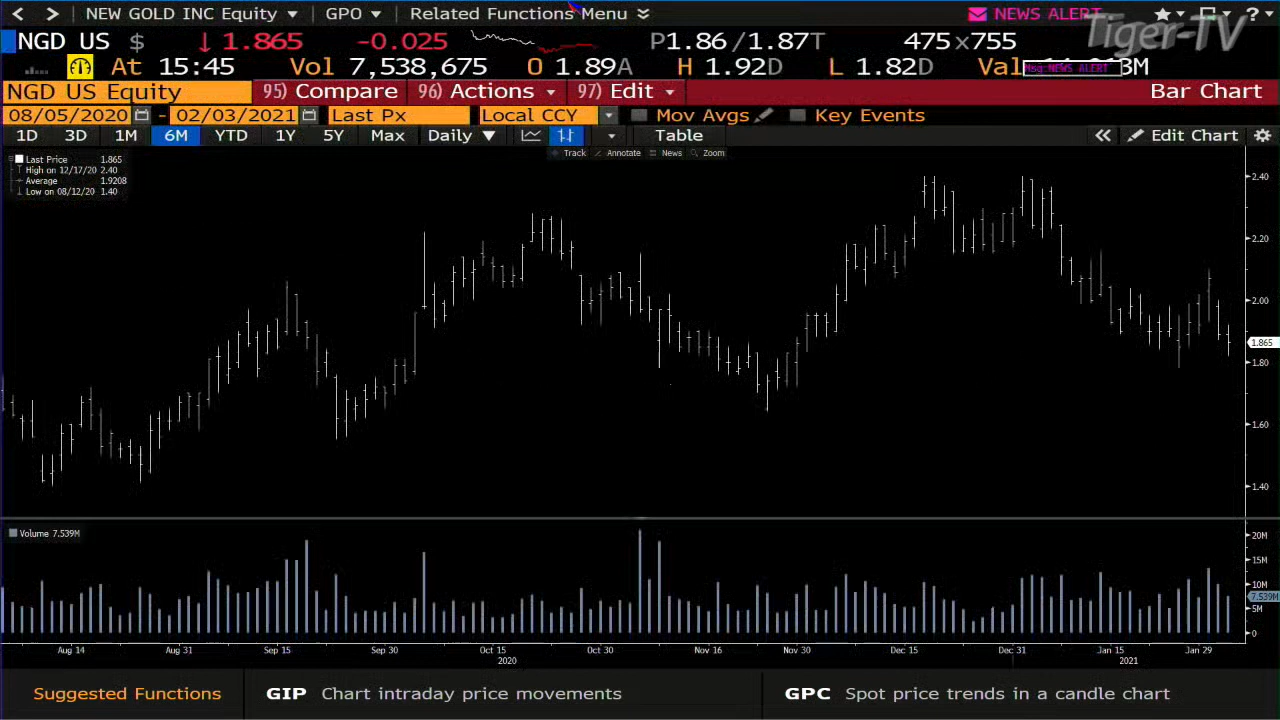 < > NEW GOLD INC Equity GPO Related Functions Menu NEWS ALERT ?
Tiger-TV
NGD US $ ↓ 1.865 -0.025 P1.86/1.87T 475x755
At 15:45 Vol 7,538,675 O 1.89A H 1.92D L 1.82D Val
Msg:NEWS ALERT
NGD US Equity 95) Compare 96) Actions 97) Edit Bar Chart
08/05/2020 - 02/03/2021 Last Px Local CCY Mov Avgs Key Events
1D 3D 1M 6M YTD 1Y 5Y Max Daily ▼ Table « Edit Chart
Track Annotate News Zoom
Last Price 1.865
High on 12/17/20 2.40
Average 1.9208
Low on 08/12/20 1.40
2.40
2.20
2.00
1.865
1.80
1.60
1.40
Volume 7.539M
20M
15M
10M
7.539M
5M
0
Aug 14 Aug 31 Sep 15 Sep 30 Oct 15 Oct 30 Nov 16 Nov 30 Dec 15 Dec 31 Jan 15 Jan 29
2020 2021
Suggested Functions GIP Chart intraday price movements GPC Spot price trends in a candle chart